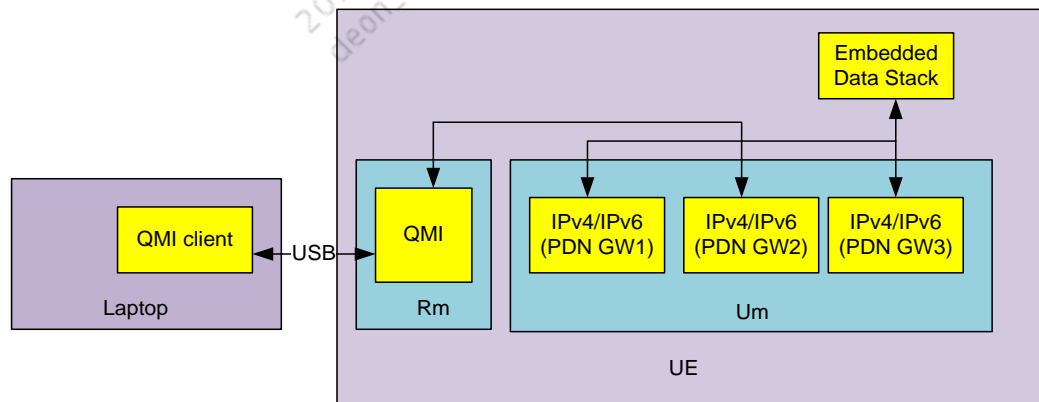 Embedded
Data Stack
QMI client
USB
QMI
IPv4/IPv6
(PDN GW1)
IPv4/IPv6
(PDN GW2)
IPv4/IPv6
(PDN GW3)
Laptop
Rm
Um
UE